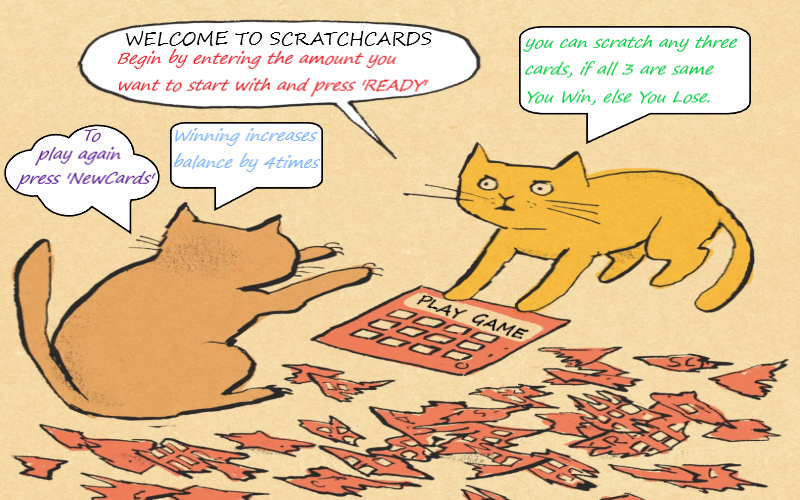 WELCOME TO SCRATCHCARDS
Begin by entering the amount you
want to start with and press 'READY'
you can scratch any three
cards, if all 3 are same
You Win, else You Lose.
To
play again
press 'NewCards'
Winning increases
balance by 4times
PLAY GAME